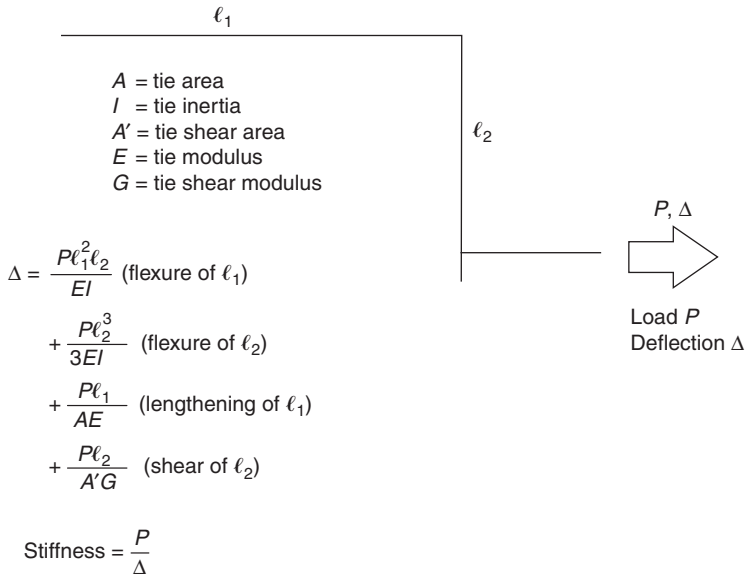 ℓ₁
A = tie area
I = tie inertia
A′ = tie shear area
E = tie modulus
G = tie shear modulus
ℓ₂
P, Δ
Δ = Pℓ₁²ℓ₂/EI (flexure of ℓ₁)
+ Pℓ₂³/3EI (flexure of ℓ₂)
+ Pℓ₁/AE (lengthening of ℓ₁)
+ Pℓ₂/A′G (shear of ℓ₂)
Load P
Deflection Δ
Stiffness = P/Δ